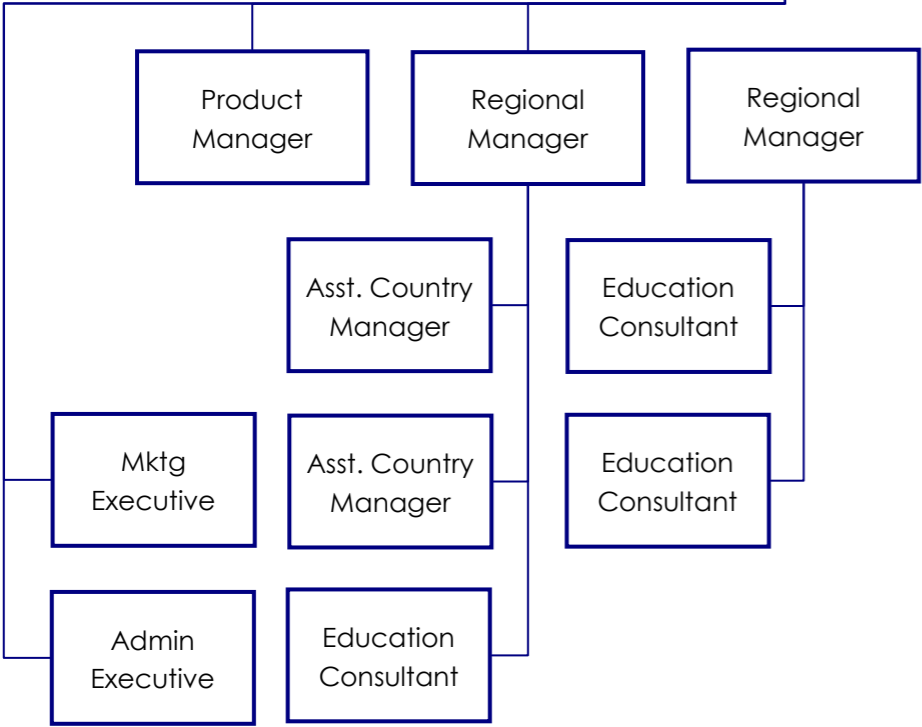 Product
Manager
Regional
Manager
Regional
Manager
Asst. Country
Manager
Education
Consultant
Mktg
Executive
Asst. Country
Manager
Education
Consultant
Admin
Executive
Education
Consultant